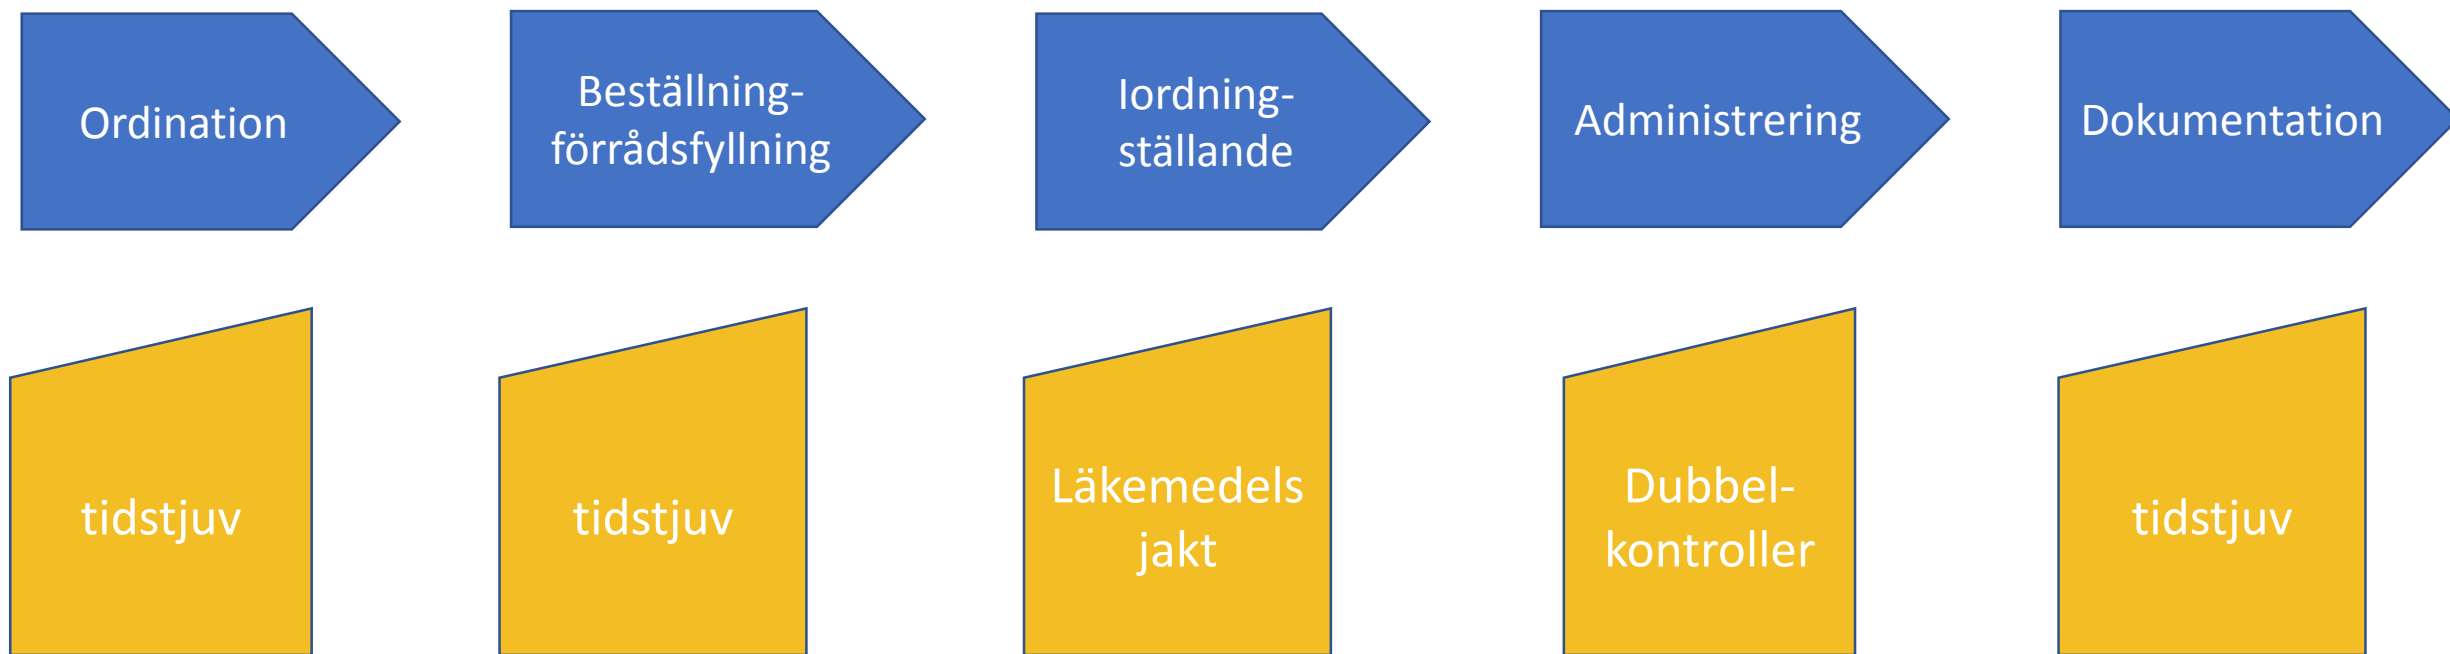 Ordination
Beställning-
förrådsfyllning
Iordning-
ställande
Administrering
Dokumentation
tidstjuv
tidstjuv
Läkemedels
jakt
Dubbel-
kontroller
tidstjuv